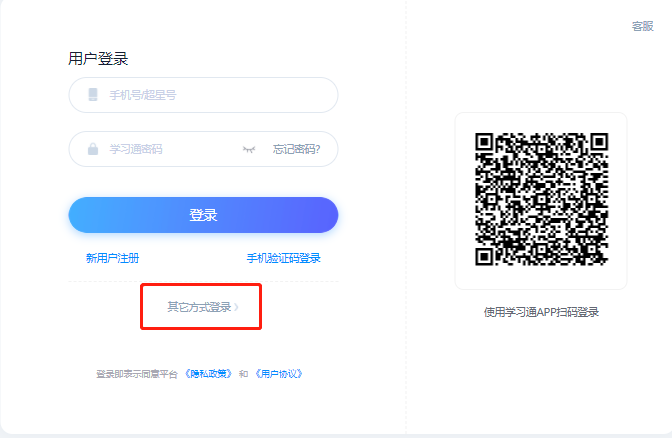 客服
用户登录
手机号/超星号
学习通密码 忘记密码?
登录
新用户注册 手机验证码登录
其它方式登录
登录即表示同意平台 《隐私政策》 和 《用户协议》
使用学习通APP扫码登录